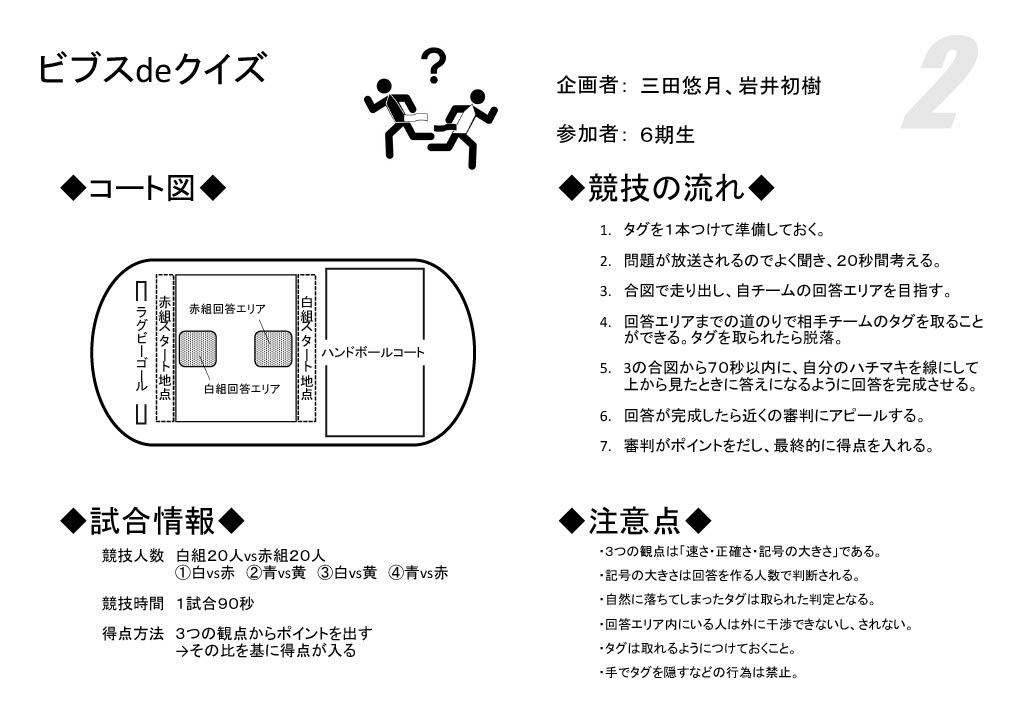 ビブスdeクイズ
?
企画者： 三田悠月、岩井初樹
参加者： 6期生
2
◆コート図◆
赤組スタート地点
白組スタート地点
ラグビーゴール
赤組回答エリア
白組回答エリア
ハンドボールコート
◆競技の流れ◆
1. タグを1本つけて準備しておく。
2. 問題が放送されるのでよく聞き、20秒間考える。
3. 合図で走り出し、自チームの回答エリアを目指す。
4. 回答エリアまでの道のりで相手チームのタグを取ること
ができる。タグを取られたら脱落。
5. 3の合図から70秒以内に、自分のハチマキを線にして
上から見たときに答えになるように回答を完成させる。
6. 回答が完成したら近くの審判にアピールする。
7. 審判がポイントをだし、最終的に得点を入れる。
◆試合情報◆
競技人数 白組20人vs赤組20人
①白vs赤 ②青vs黄 ③白vs黄 ④青vs赤
競技時間 1試合90秒
得点方法 3つの観点からポイントを出す
→その比を基に得点が入る
◆注意点◆
・3つの観点は「速さ・正確さ・記号の大きさ」である。
・記号の大きさは回答を作る人数で判断される。
・自然に落ちてしまったタグは取られた判定となる。
・回答エリア内にいる人は外に干渉できないし、されない。
・タグは取れるようにつけておくこと。
・手でタグを隠すなどの行為は禁止。